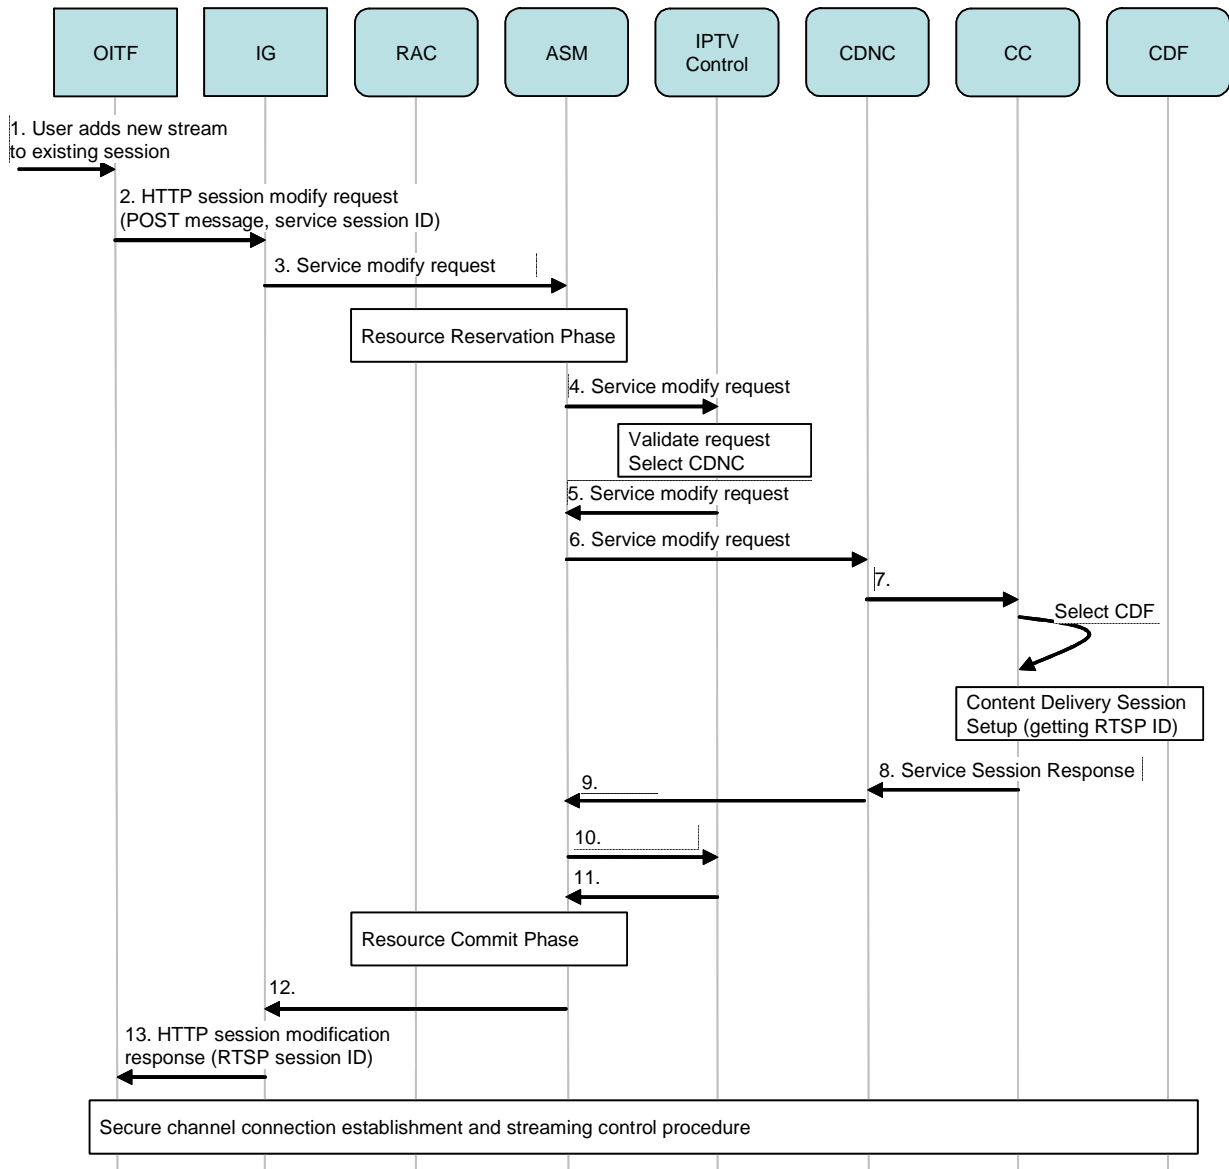 OITF
IG
RAC
ASM
IPTV
Control
CDNC
CC
CDF
1. User adds new stream
to existing session
2. HTTP session modify request
(POST message, service session ID)
3. Service modify request
Resource Reservation Phase
4. Service modify request
Validate request
Select CDNC
5. Service modify request
6. Service modify request
7.
Select CDF
Content Delivery Session
Setup (getting RTSP ID)
8. Service Session Response
9.
10.
11.
Resource Commit Phase
12.
13. HTTP session modification
response (RTSP session ID)
Secure channel connection establishment and streaming control procedure